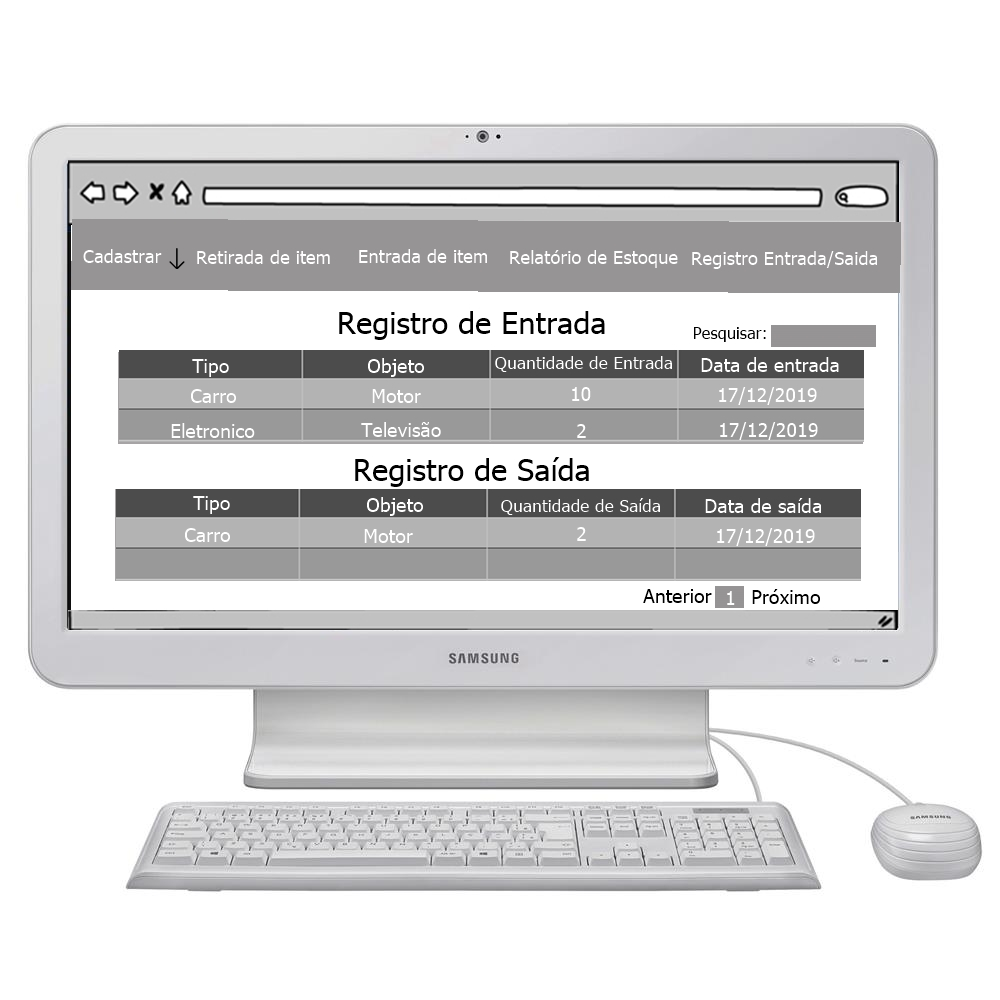 Cadastrar ↓ Retirada de item Entrada de item Relatório de Estoque Registro Entrada/Saida
Registro de Entrada
Pesquisar:
Tipo Objeto Quantidade de Entrada Data de entrada
Carro Motor 10 17/12/2019
Eletronico Televisão 2 17/12/2019
Registro de Saída
Tipo Objeto Quantidade de Saída Data de saída
Carro Motor 2 17/12/2019
Anterior 1 Próximo
SAMSUNG
SAMSUNG